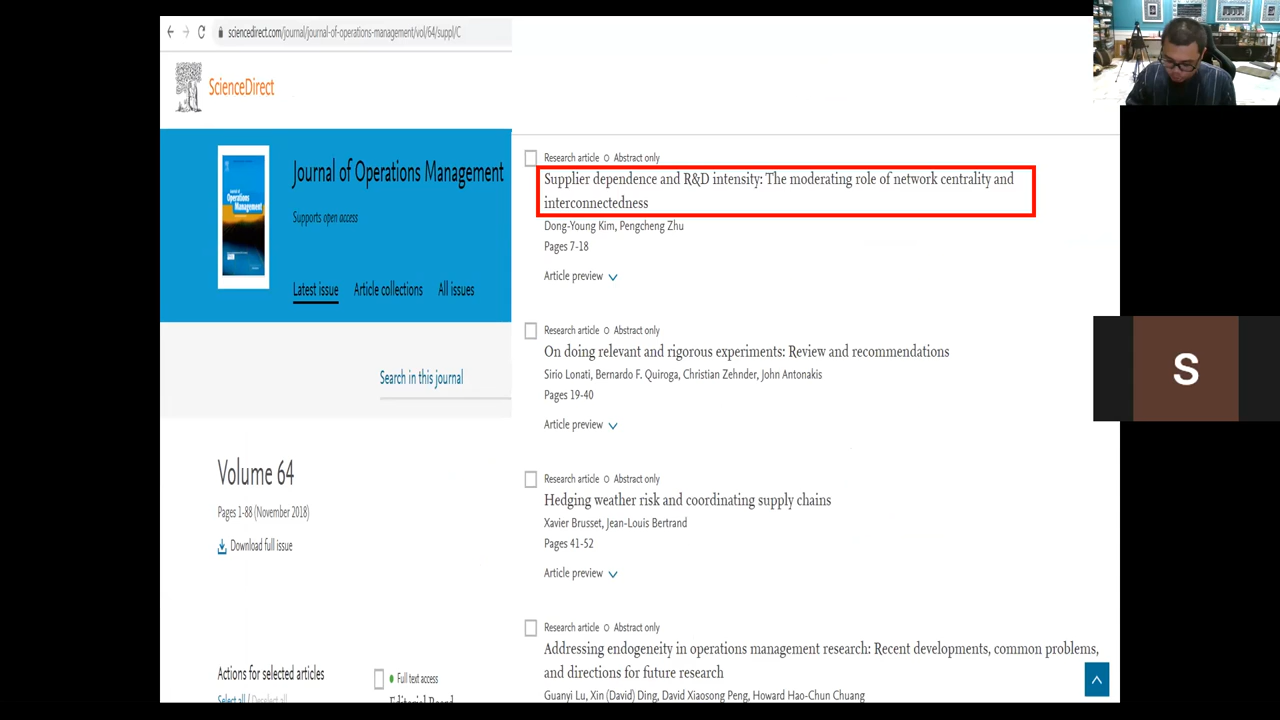 sciencedirect.com/journal/journal-of-operations-management/vol/64/suppl/C
ScienceDirect
Journal of Operations Management
Supports open access
Latest issue
Article collections
All issues
Search in this journal
Volume 64
Pages 1-88 (November 2018)
Download full issue
Actions for selected articles
Select all / Deselect all
Full text access
Editorial Board
Research article O Abstract only
Supplier dependence and R&D intensity: The moderating role of network centrality and
interconnectedness
Dong-Young Kim, Pengcheng Zhu
Pages 7-18
Article preview
Research article O Abstract only
On doing relevant and rigorous experiments: Review and recommendations
Sirio Lonati, Bernardo F. Quiroga, Christian Zehnder, John Antonakis
Pages 19-40
Article preview
Research article O Abstract only
Hedging weather risk and coordinating supply chains
Xavier Brusset, Jean-Louis Bertrand
Pages 41-52
Article preview
Research article O Abstract only
Addressing endogeneity in operations management research: Recent developments, common problems,
and directions for future research
Guanyi Lu, Xin (David) Ding, David Xiaosong Peng, Howard Hao-Chun Chuang
S